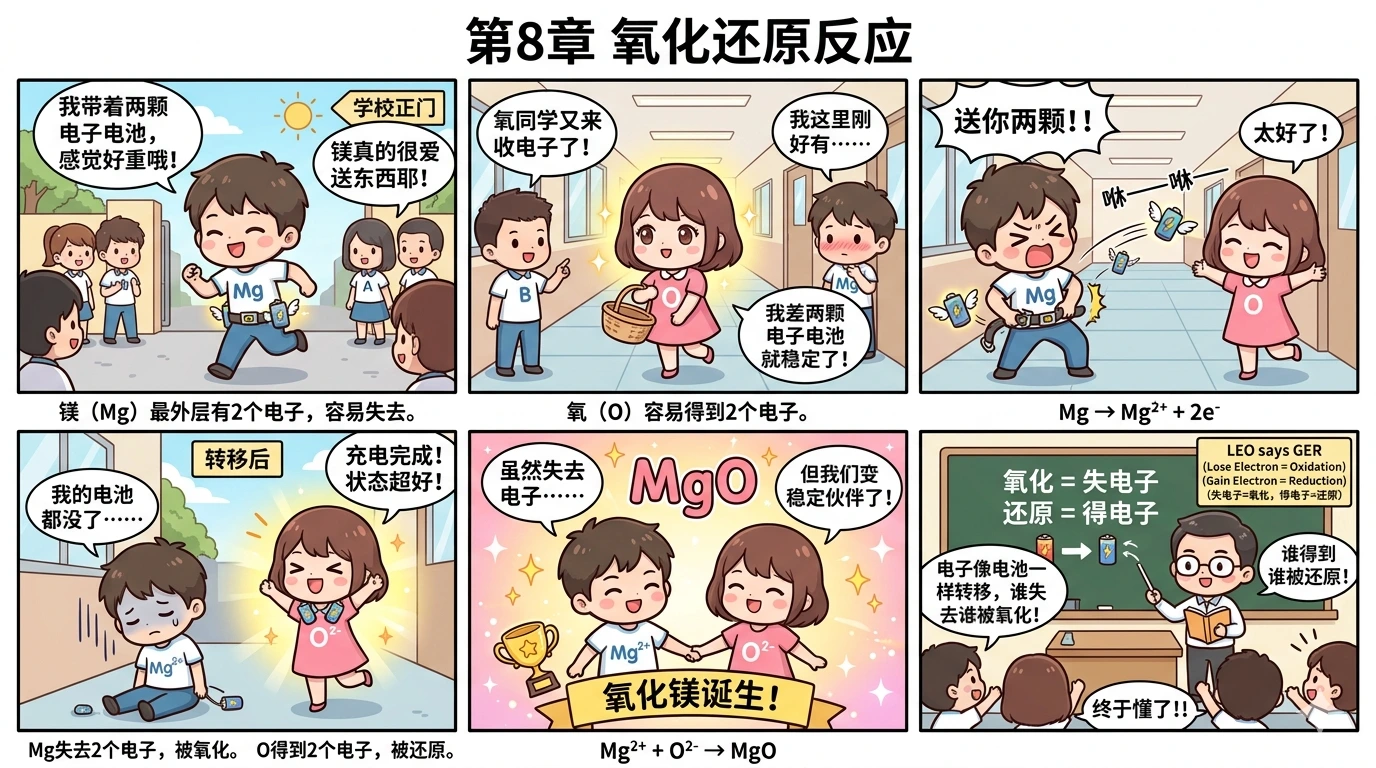 第8章 氧化还原反应
我带着两颗
电子电池，
感觉好重哦！
学校正门
镁真的很爱
送东西耶！
Mg
A
镁（Mg）最外层有2个电子，容易失去。
氧同学又来
收电子了！
我这里刚
好有……
B
O
Mg
我差两颗
电子电池
就稳定了！
氧（O）容易得到2个电子。
送你两颗！！
太好了！
咻—咻—
Mg
O
Mg → Mg²⁺ + 2e⁻
转移后
我的电池
都没了……
充电完成！
状态超好！
O²⁻
Mg失去2个电子，被氧化。 O得到2个电子，被还原。
虽然失去
电子……
MgO
但我们变
稳定伙伴了！
Mg²⁺
O²⁻
氧化镁诞生！
Mg²⁺ + O²⁻ → MgO
LEO says GER
(Lose Electron = Oxidation)
(Gain Electron = Reduction)
(失电子=氧化，得电子=还原)
氧化 = 失电子
还原 = 得电子
电子像电池一
样转移，谁失
去谁被氧化！
谁得到
谁被还原！
终于懂了!!